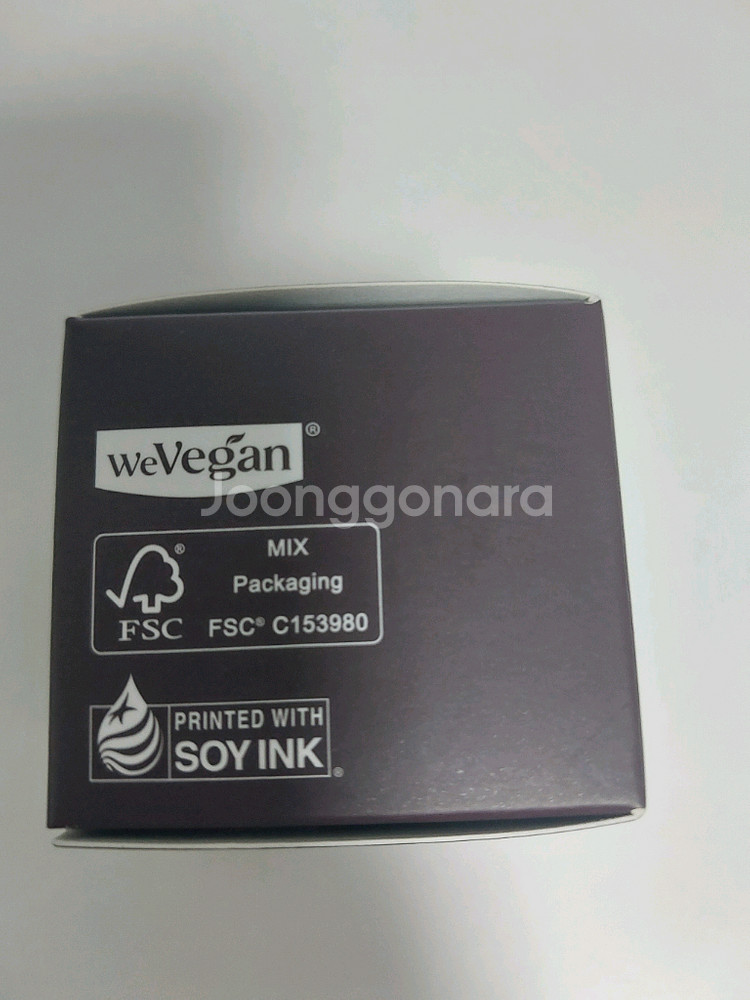 weVegan®
Joonggonara
MIX
Packaging
FSC® C153980
®
FSC
PRINTED WITH
SOY INK®